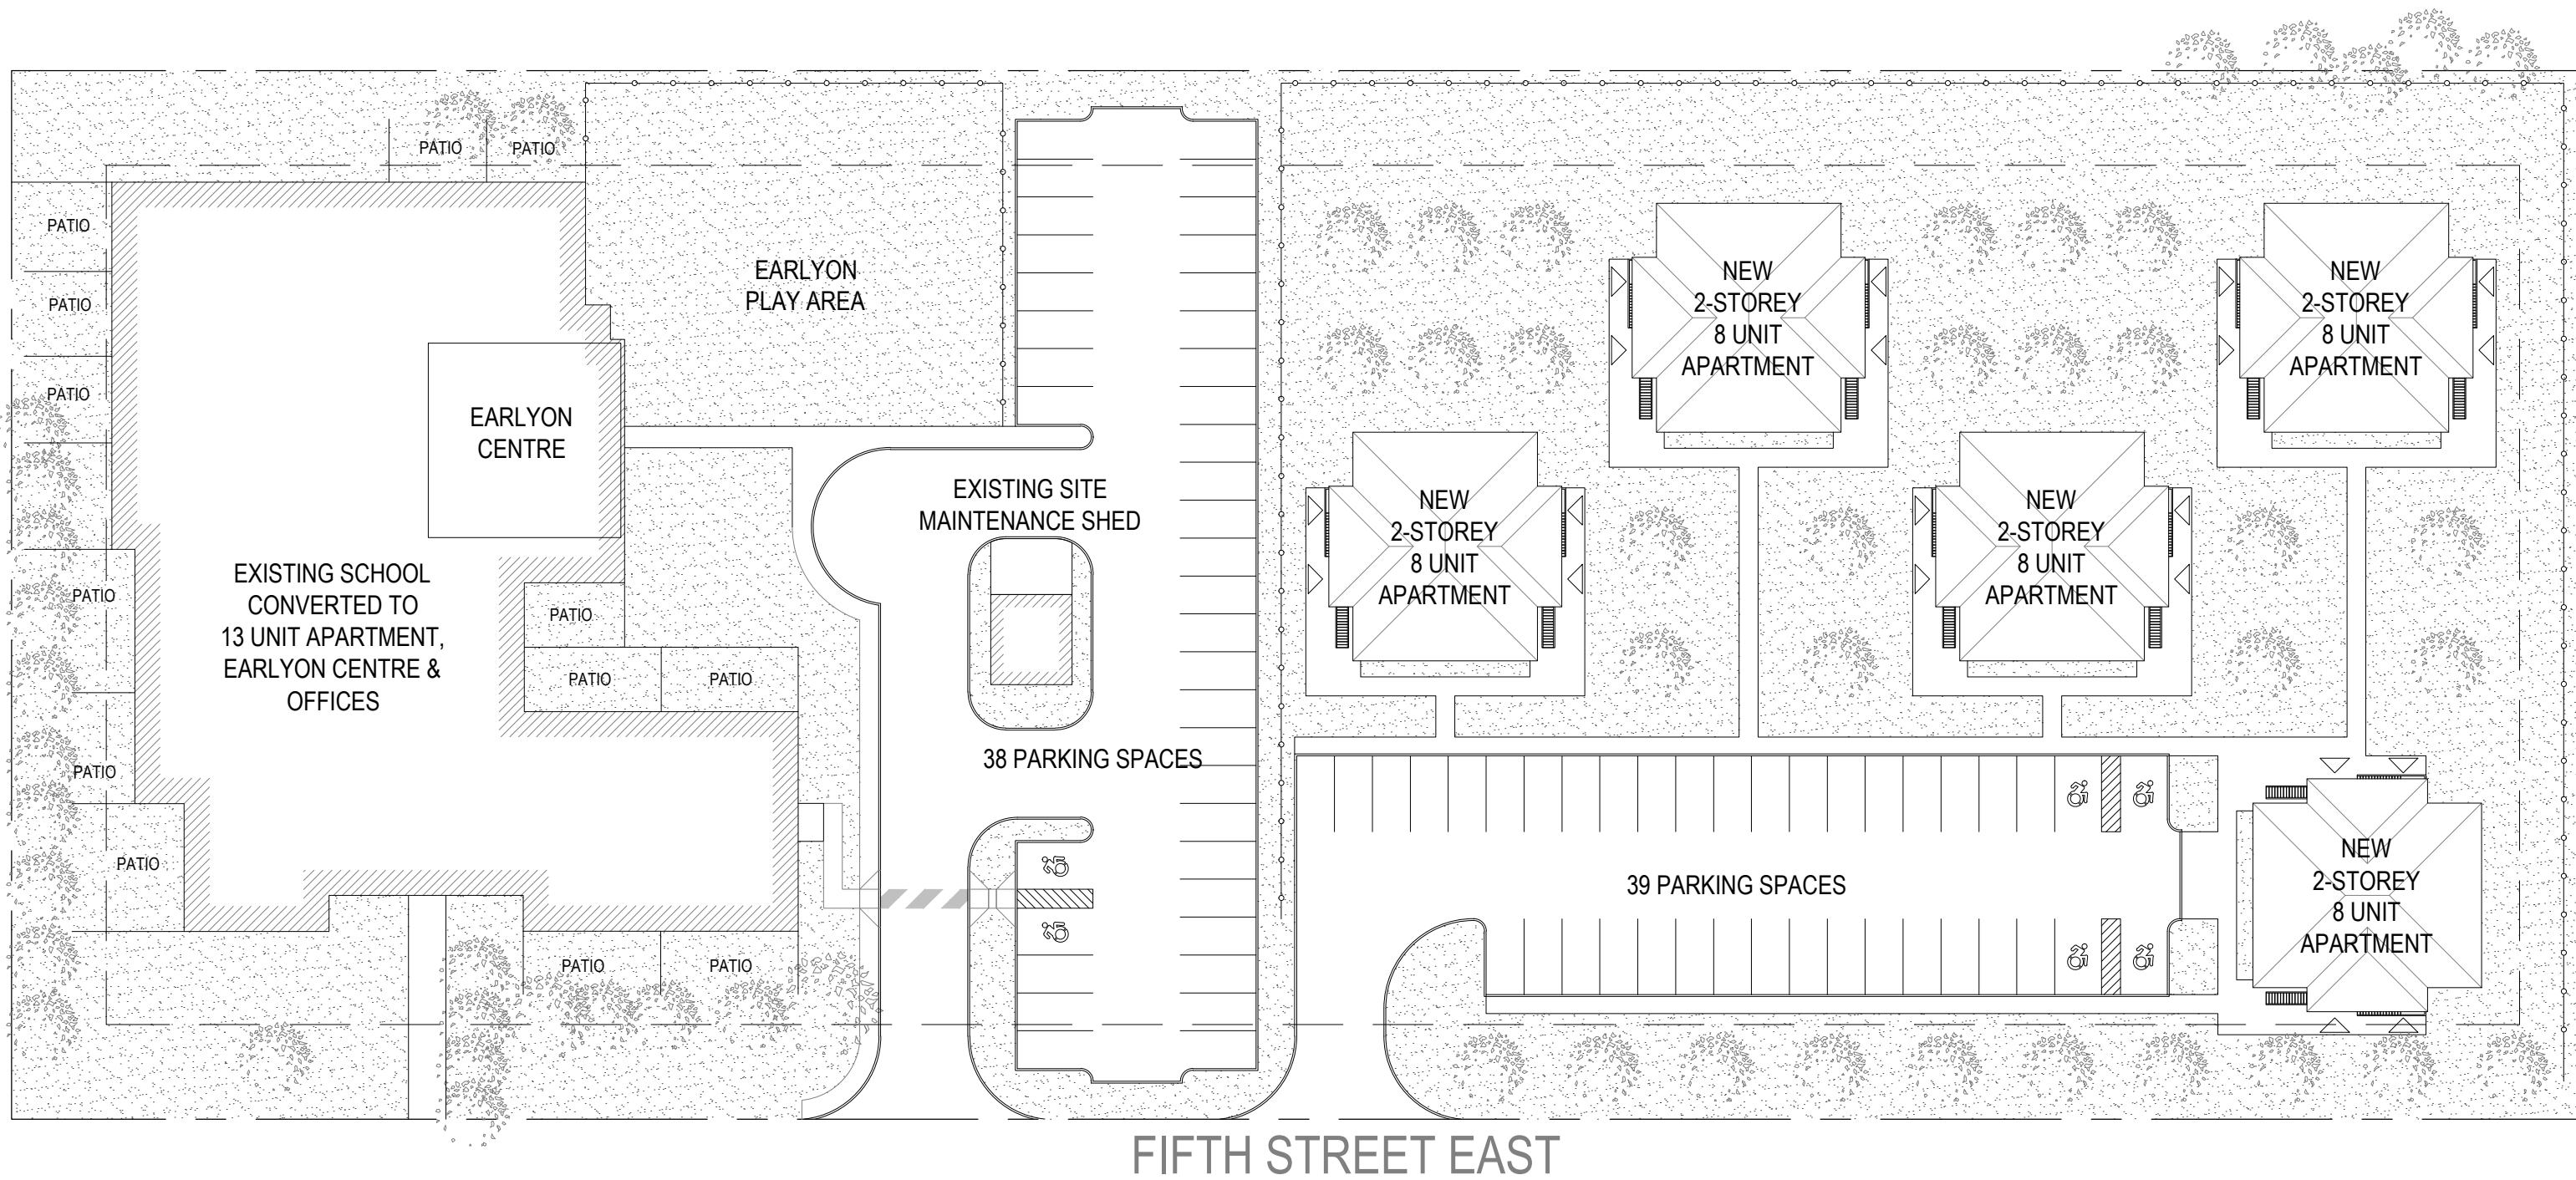 PATIO
PATIO
PATIO
PATIO
PATIO
EARLYON
PLAY AREA
EARLYON
CENTRE
EXISTING SCHOOL
CONVERTED TO
13 UNIT APARTMENT,
EARLYON CENTRE &
OFFICES
PATIO
PATIO
PATIO
PATIO
PATIO
PATIO
PATIO
PATIO
EXISTING SITE
MAINTENANCE SHED
38 PARKING SPACES
NEW
2-STOREY
8 UNIT
APARTMENT
NEW
2-STOREY
8 UNIT
APARTMENT
NEW
2-STOREY
8 UNIT
APARTMENT
NEW
2-STOREY
8 UNIT
APARTMENT
39 PARKING SPACES
NEW
2-STOREY
8 UNIT
APARTMENT
FIFTH STREET EAST